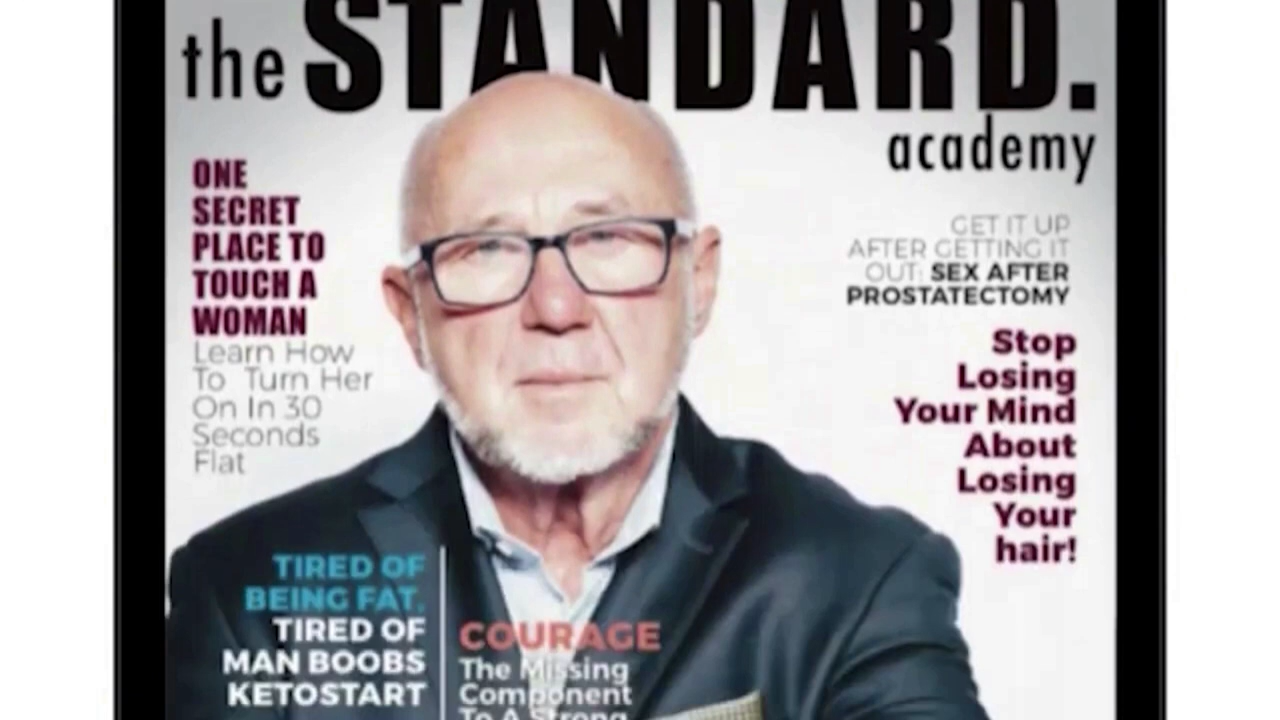 the STANDARD.
academy
ONE
SECRET
PLACE TO
TOUCH A
WOMAN
Learn How
To Turn Her
On In 30
Seconds
Flat
GET IT UP
AFTER GETTING IT
OUT: SEX AFTER
PROSTATECTOMY
Stop
Losing
Your Mind
About
Losing
Your
hair!
TIRED OF
BEING FAT.
TIRED OF
MAN BOOBS
KETOSTART
COURAGE
The Missing
Component
To A Strong